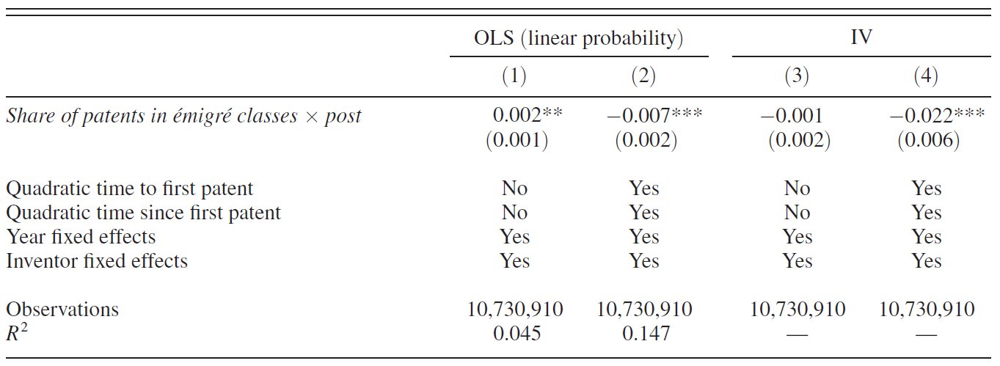 OLS (linear probability) IV
(1) (2) (3) (4)
Share of patents in émigré classes × post 0.002** −0.007*** −0.001 −0.022***
(0.001) (0.002) (0.002) (0.006)
Quadratic time to first patent No Yes No Yes
Quadratic time since first patent No Yes No Yes
Year fixed effects Yes Yes Yes Yes
Inventor fixed effects Yes Yes Yes Yes
Observations 10,730,910 10,730,910 10,730,910 10,730,910
R² 0.045 0.147 — —